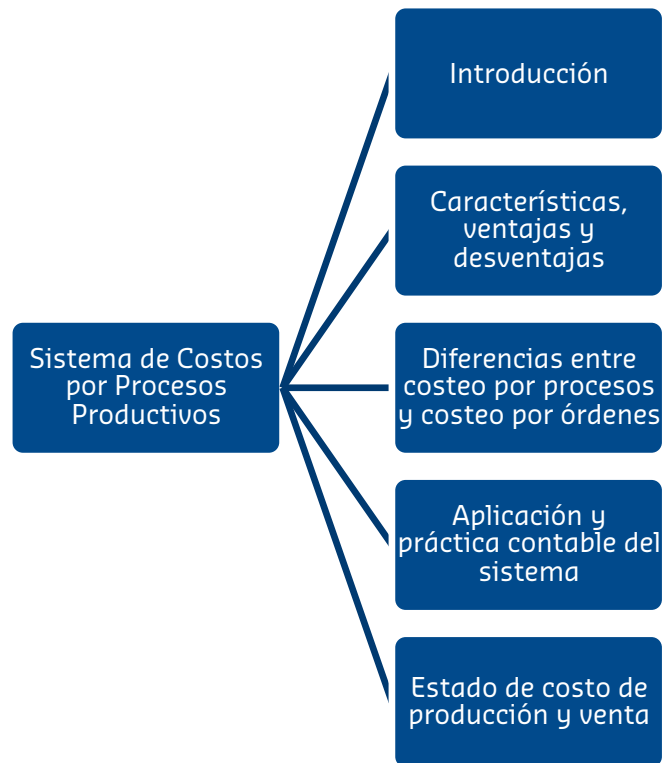 Introducción
Características,
ventajas y
desventajas
Sistema de Costos
por Procesos
Productivos
Diferencias entre
costeo por procesos
y costeo por órdenes
Aplicación y
práctica contable del
sistema
Estado de costo de
producción y venta